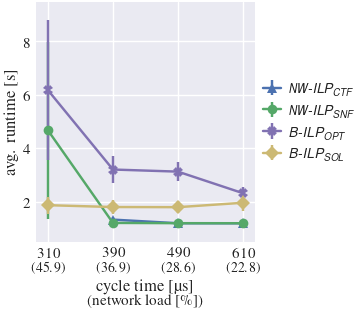 avg. runtime [s]
8
6
4
2
310 390 490 610
(45.9) (36.9) (28.6) (22.8)
cycle time [µs]
(network load [%])
NW-ILP_CTF
NW-ILP_SNF
B-ILP_OPT
B-ILP_SOL